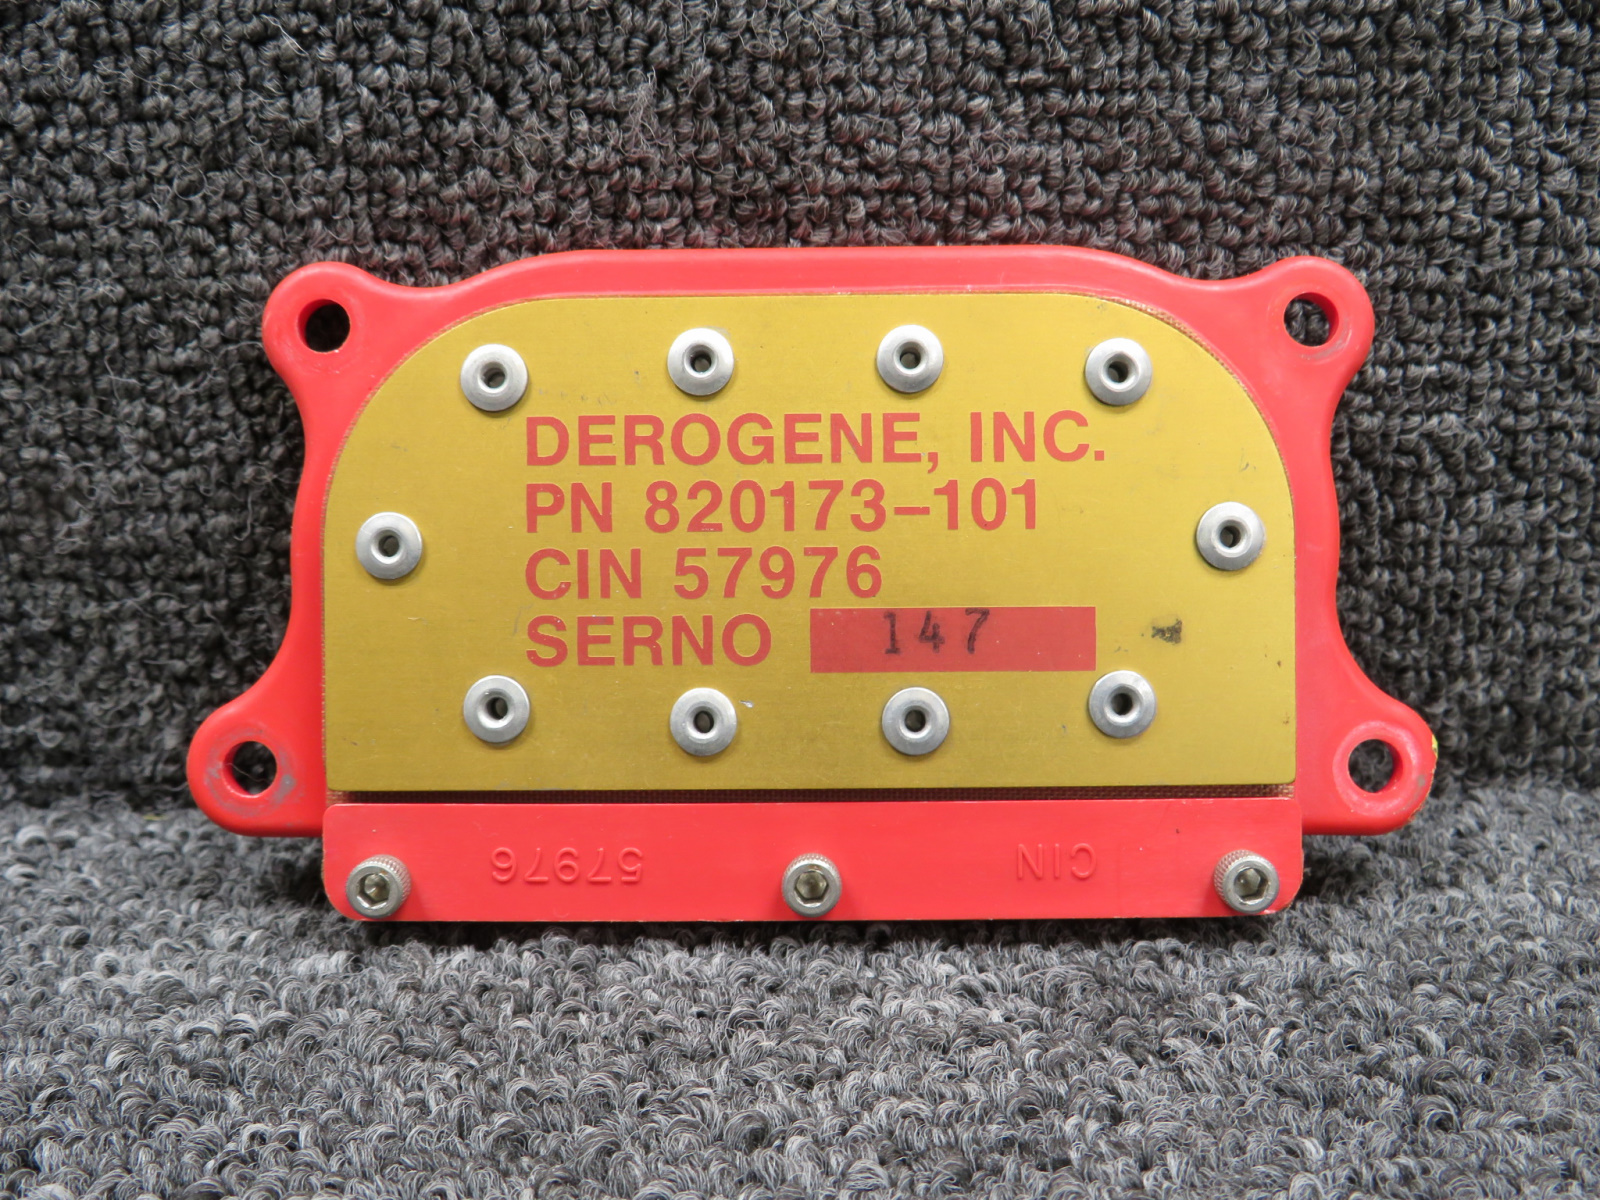 DEROGENE, INC.
PN 820173-101
CIN 57976
SERNO 147
CIN 57976